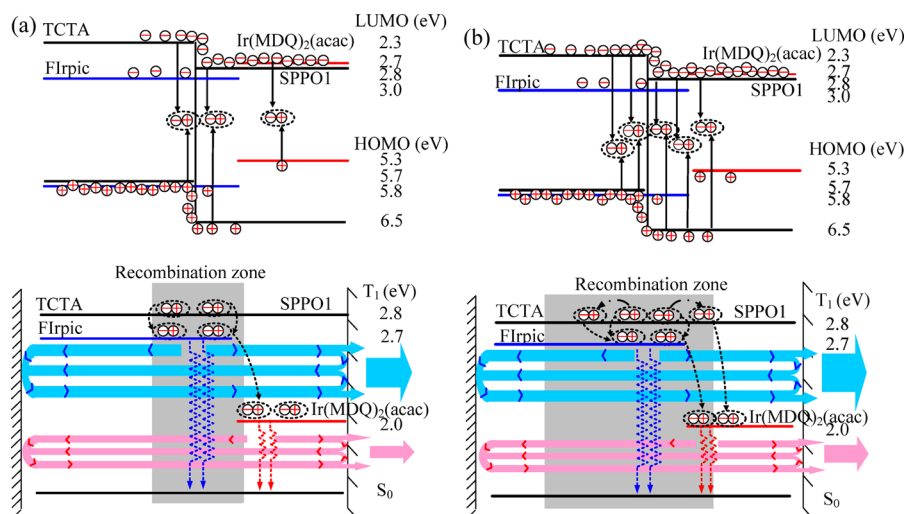 (a)
TCTA
LUMO (eV)
Ir(MDQ)2(acac)
2.3
FIrpic
2.7
2.8
SPPO1
3.0
HOMO (eV)
5.3
5.7
5.8
6.5
Recombination zone
TCTA
SPPO1
T1 (eV)
2.8
FIrpic
2.7
Ir(MDQ)2(acac)
2.0
S0
(b)
LUMO (eV)
TCTA
Ir(MDQ)2(acac)
2.3
2.7
FIrpic
2.8
SPPO1
3.0
HOMO (eV)
5.3
5.7
5.8
6.5
Recombination zone
TCTA
SPPO1
T1 (eV)
2.8
FIrpic
2.7
Ir(MDQ)2(acac)
2.0
S0